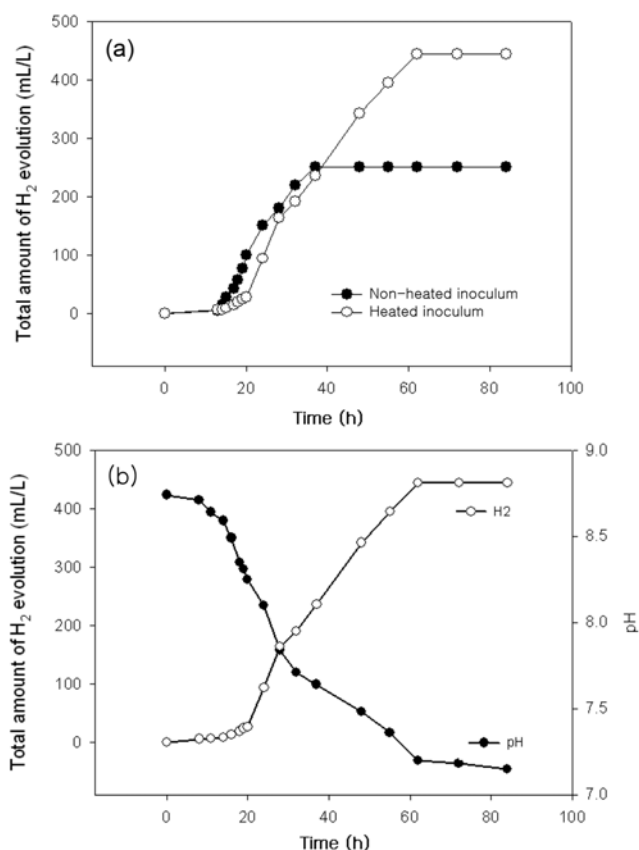 (a)
Total amount of H2 evolution (mL/L)
500
400
300
200
100
0
Non-heated inoculum
Heated inoculum
0 20 40 60 80 100
Time (h)
(b)
Total amount of H2 evolution (mL/L)
500
400
300
200
100
0
H2
pH
9.0
8.5
8.0
7.5
7.0
pH
0 20 40 60 80 100
Time (h)